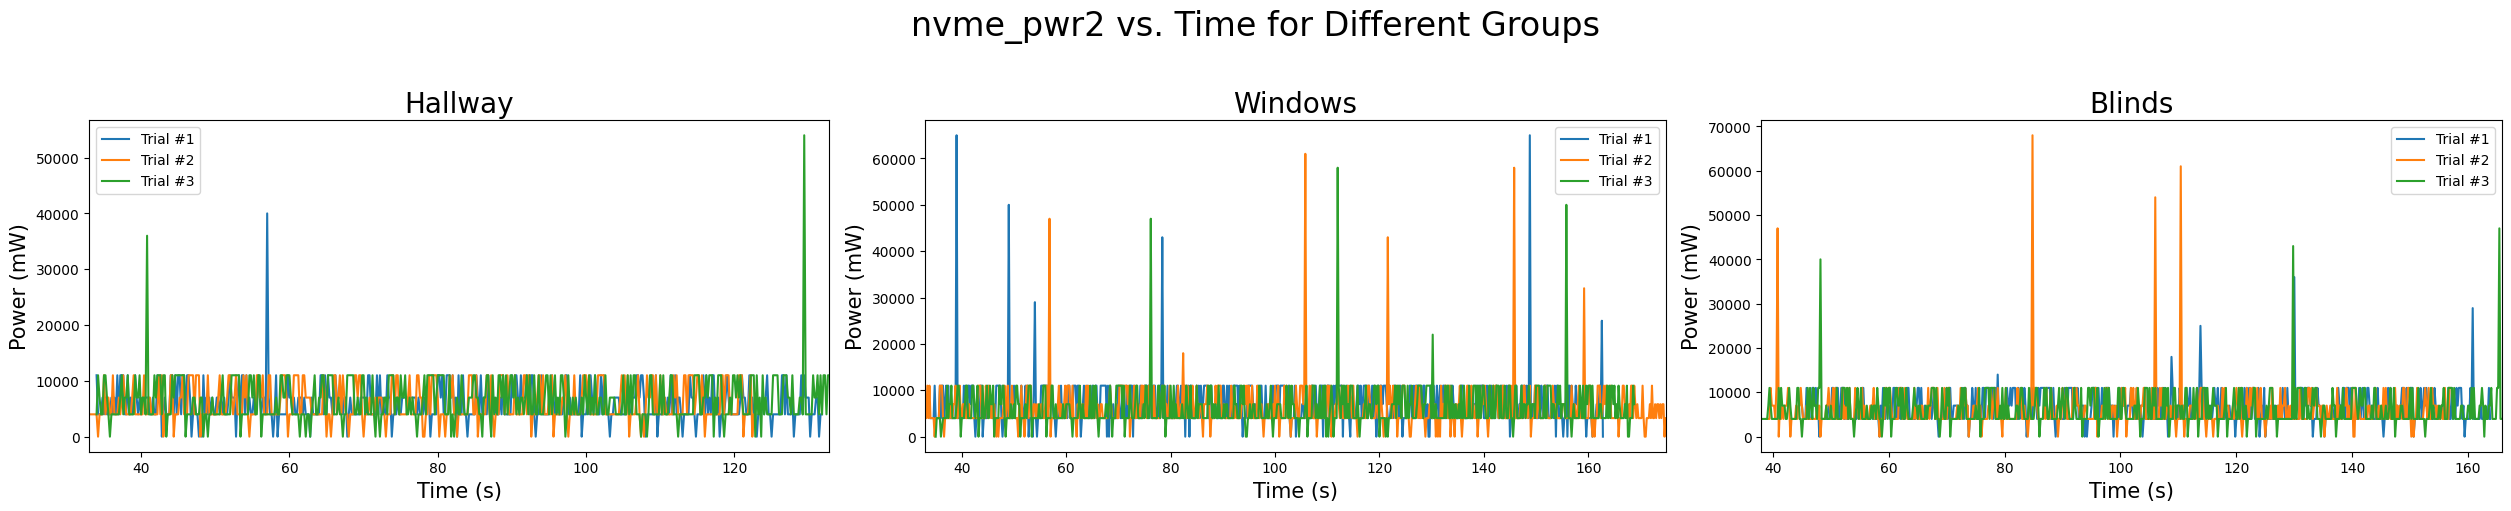 nvme_pwr2 vs. Time for Different Groups
Hallway
Power (mW)
50000
40000
30000
20000
10000
0
40
60
80
100
120
Time (s)
Trial #1
Trial #2
Trial #3
Windows
Power (mW)
60000
50000
40000
30000
20000
10000
0
40
60
80
100
120
140
160
Time (s)
Trial #1
Trial #2
Trial #3
Blinds
Power (mW)
70000
60000
50000
40000
30000
20000
10000
0
40
60
80
100
120
140
160
Time (s)
Trial #1
Trial #2
Trial #3